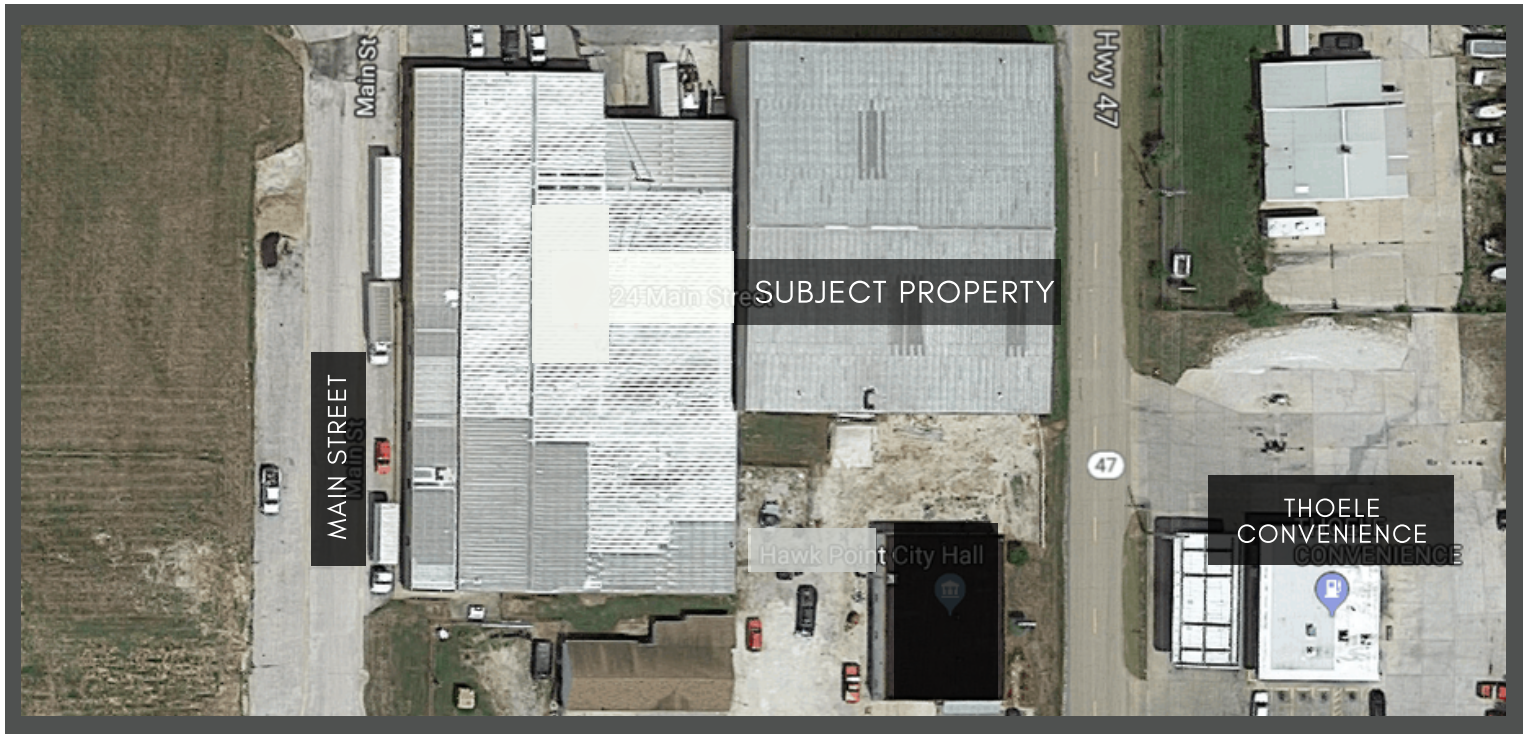 Main St
Hwy 47
24 Main Street
SUBJECT PROPERTY
MAIN STREET
Main St
47
THOELE
CONVENIENCE
CONVENIENCE
Hawk Point City Hall